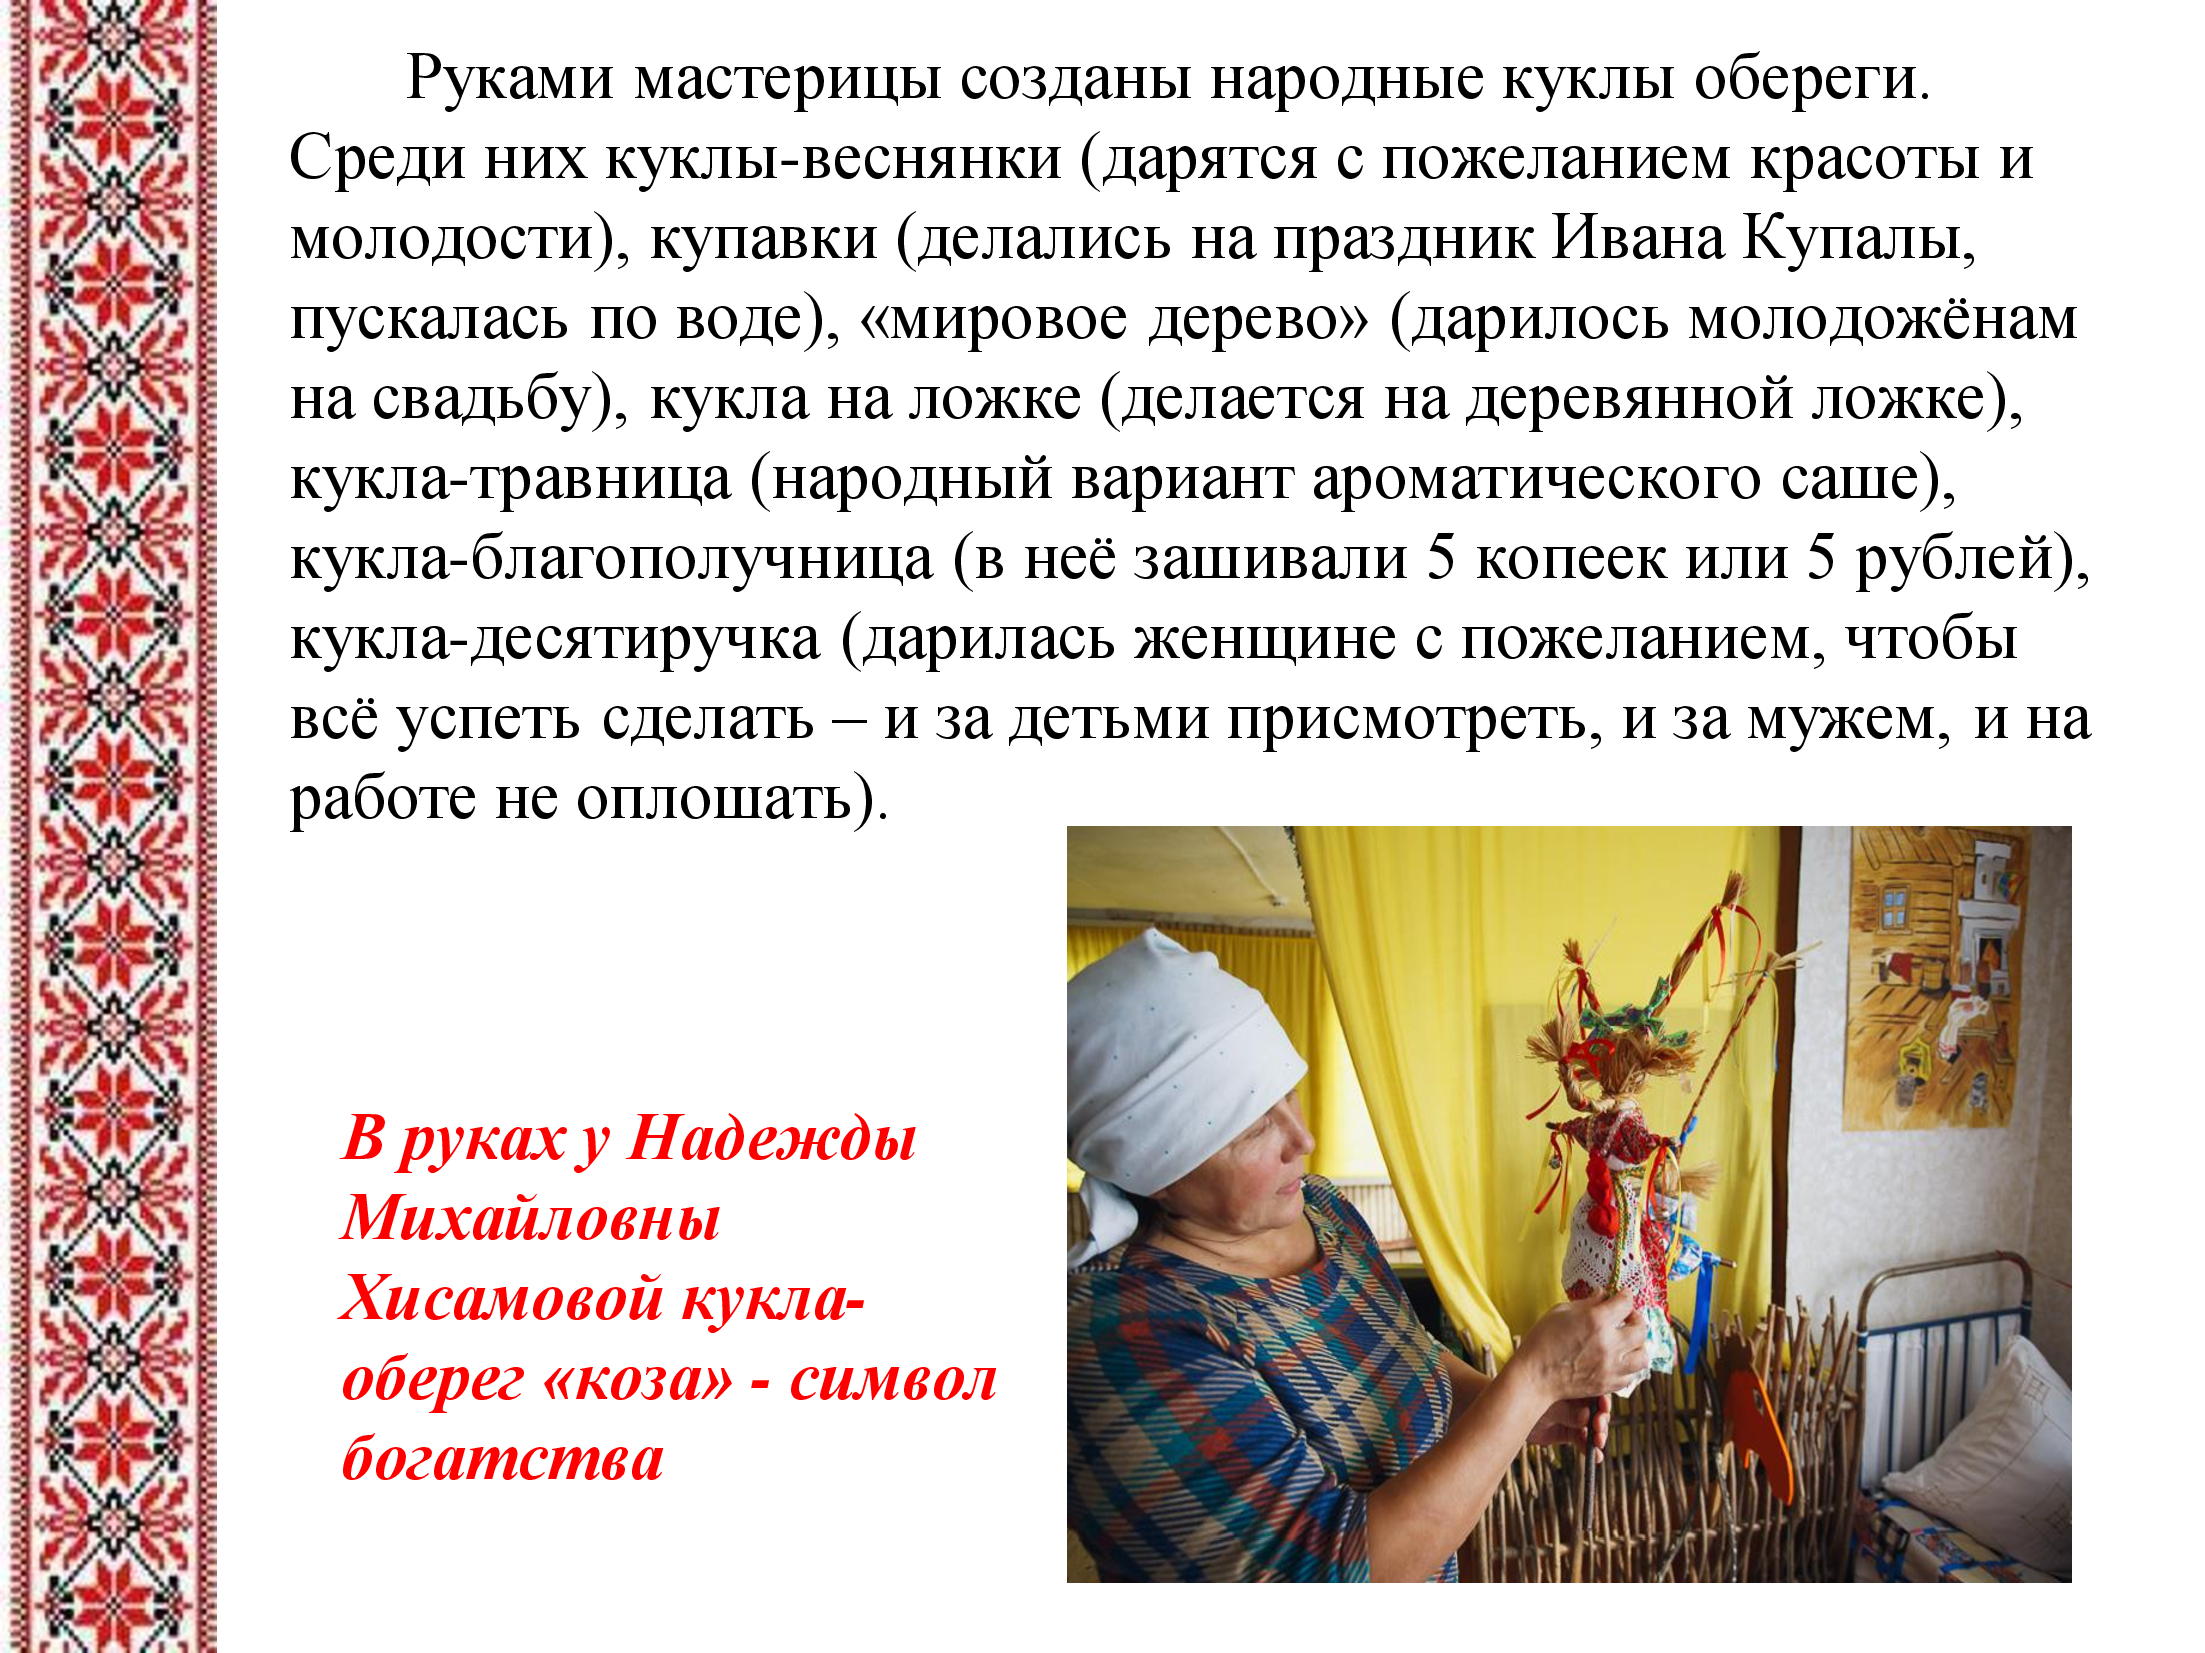 Руками мастерицы созданы народные куклы обереги.
Среди них куклы-веснянки (дарятся с пожеланием красоты и
молодости), купавки (делались на праздник Ивана Купалы,
пускалась по воде), «мировое дерево» (дарилось молодожёнам
на свадьбу), кукла на ложке (делается на деревянной ложке),
кукла-травница (народный вариант ароматического саше),
кукла-благополучница (в неё зашивали 5 копеек или 5 рублей),
кукла-десятиручка (дарилась женщине с пожеланием, чтобы
всё успеть сделать – и за детьми присмотреть, и за мужем, и на
работе не оплошать).
В руках у Надежды
Михайловны
Хисамовой кукла-
оберег «коза» - символ
богатства